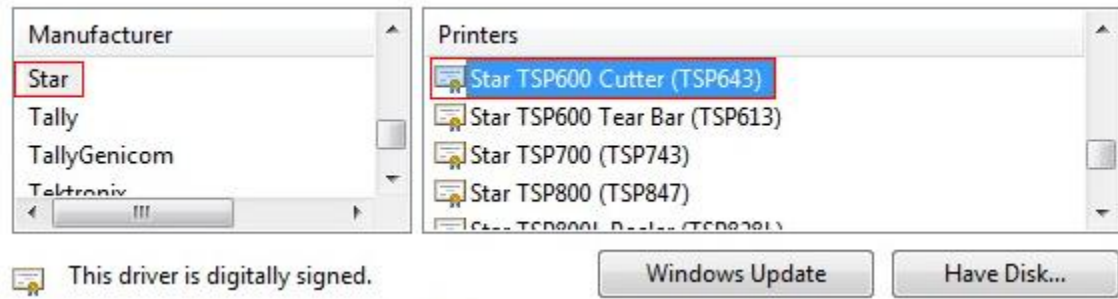 Manufacturer
Star
Tally
TallyGenicom
Tektronix
Printers
Star TSP600 Cutter (TSP643)
Star TSP600 Tear Bar (TSP613)
Star TSP700 (TSP743)
Star TSP800 (TSP847)
This driver is digitally signed.
Windows Update
Have Disk...